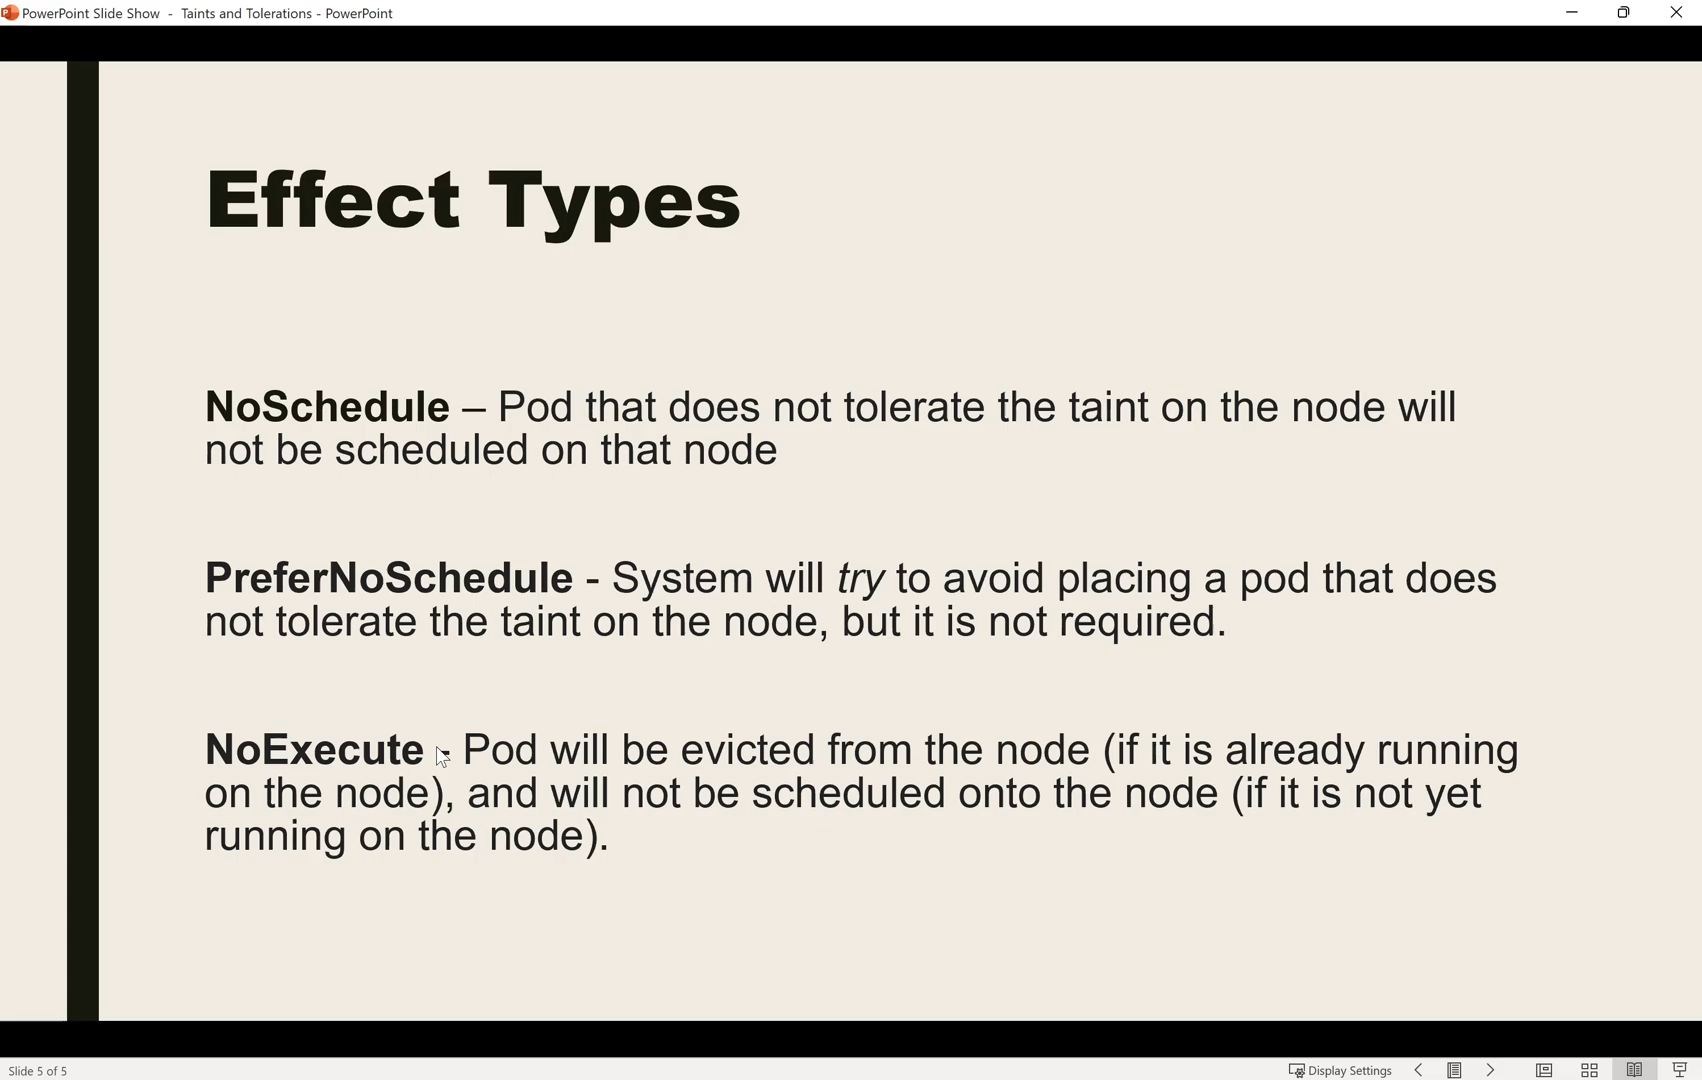 PowerPoint Slide Show - Taints and Tolerations - PowerPoint
Effect Types
NoSchedule – Pod that does not tolerate the taint on the node will
not be scheduled on that node
PreferNoSchedule - System will try to avoid placing a pod that does
not tolerate the taint on the node, but it is not required.
NoExecute - Pod will be evicted from the node (if it is already running
on the node), and will not be scheduled onto the node (if it is not yet
running on the node).
Slide 5 of 5
Display Settings